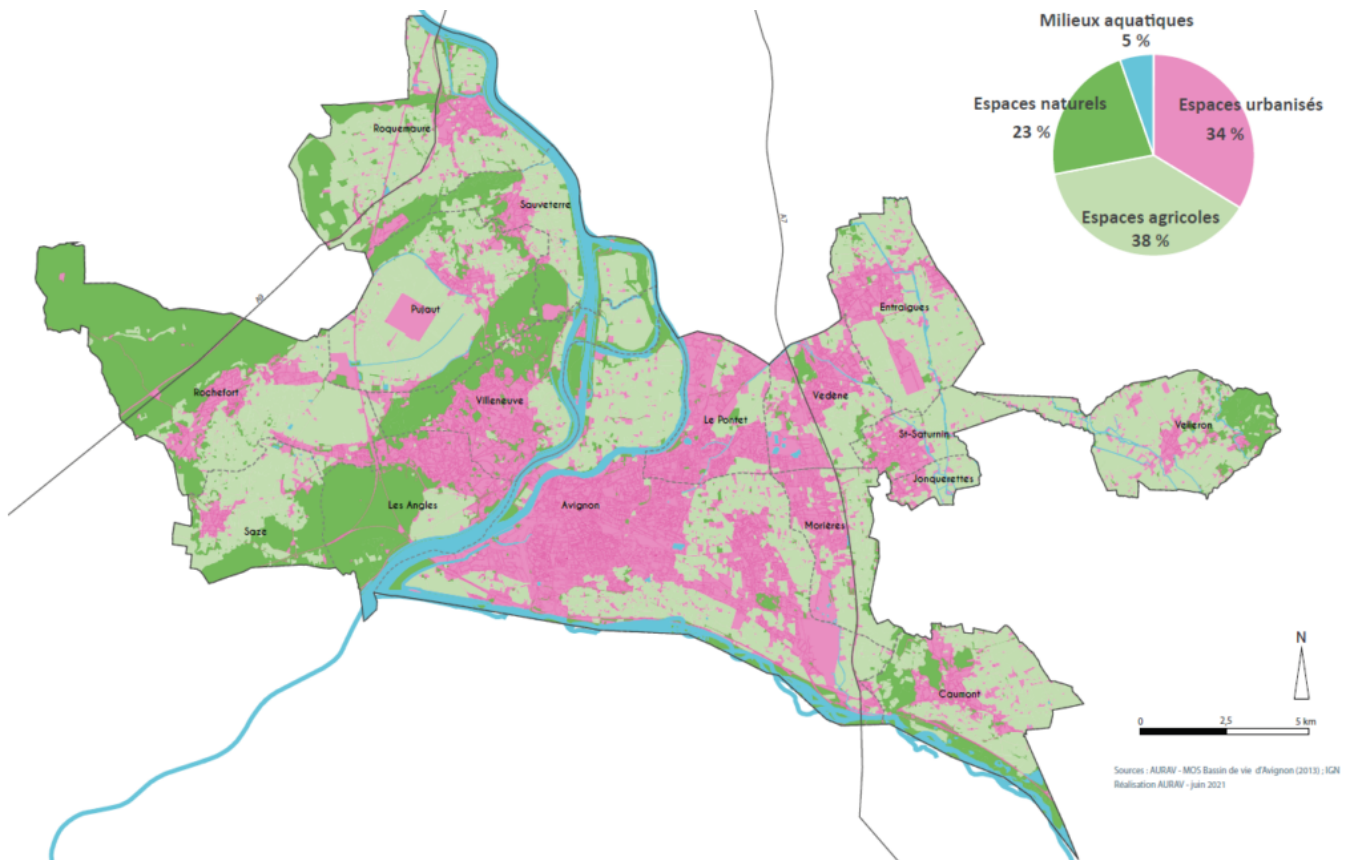 Milieux aquatiques
5 %
Espaces naturels
23 %
Espaces urbanisés
34 %
Espaces agricoles
38 %
Roquemaure
Sauveterre
A7
Pujaut
Entraigues
A9
Rochefort
Villeneuve
Vedène
Le Pontet
St-Saturnin
Velleron
Jonquerettes
Les Angles
Avignon
Morières
Saze
Caumont
N
0 2,5 5 km
Sources : AURAV - MOS Bassin de vie d'Avignon (2013) ; IGN
Réalisation AURAV - juin 2021